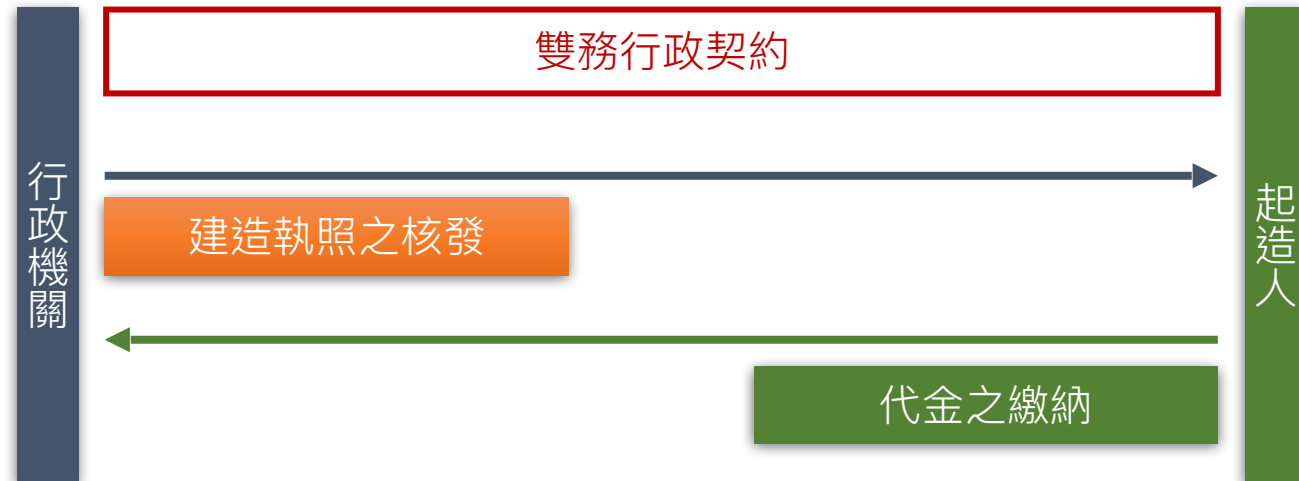 雙務行政契約
行政機關
建造執照之核發
起造人
代金之繳納